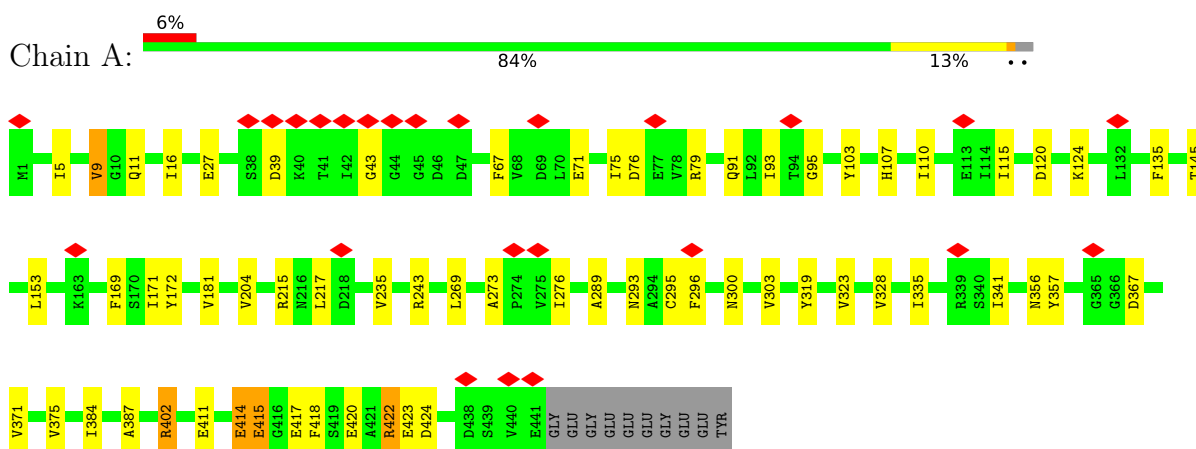 6%
Chain A:
84% 13% • •
M1 I5 V9 G10 Q11 I16 E27 S38 D39 K40 T41 I42 G43 G44 G45 D46 D47 F67 V68 D69 L70 E71 I75 D76 E77 V78 R79 Q91 L92 I93 T94 G95 Y103 H107 I110 E113 I114 I115 D120 K124 L132 F135 T145
L153 K163 F169 S170 I171 Y172 V181 V204 R215 N216 L217 D218 V235 R243 L269 A273 P274 V275 I276 A289 N293 A294 C295 F296 N300 V303 Y319 V323 V328 I335 R339 S340 I341 N356 Y357 G365 G366 D367
V371 V375 I384 A387 R402 E411 E414 E415 G416 E417 F418 S419 E420 A421 R422 E423 D424 D438 S439 V440 E441 GLY GLU GLY GLU GLU GLU GLY GLU GLU TYR